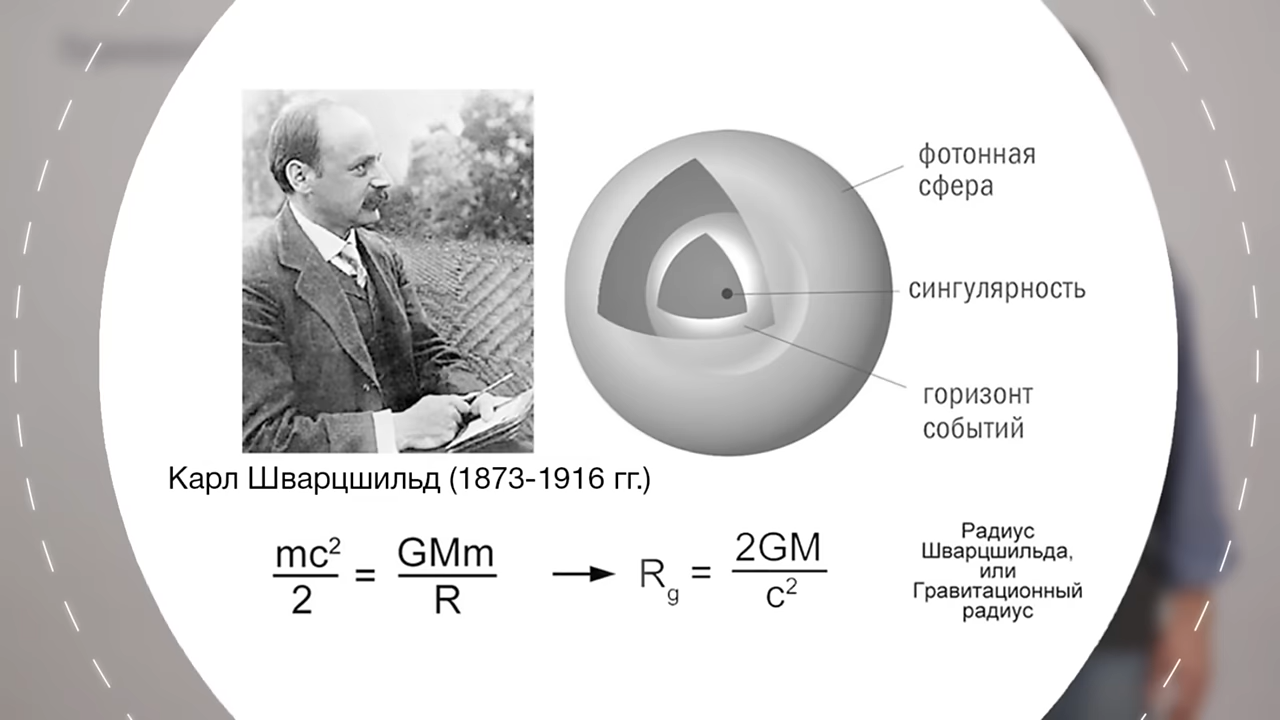 фотонная
сфера
сингулярность
горизонт
событий
Карл Шварцшильд (1873-1916 гг.)
mc²/2 = GMm/R → R_g = 2GM/c²
Радиус
Шварцшильда,
или
Гравитационный
радиус